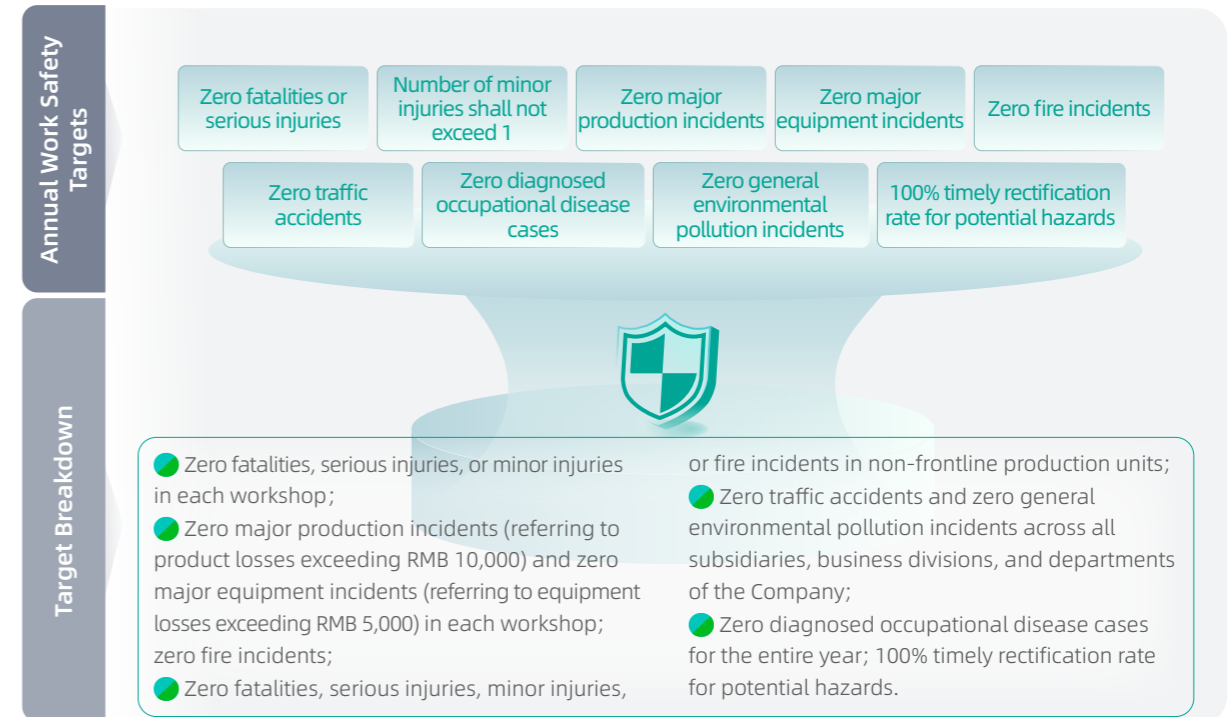 Annual Work Safety
Targets
Zero fatalities or
serious injuries
Number of minor
injuries shall not
exceed 1
Zero major
production incidents
Zero major
equipment incidents
Zero fire incidents
Zero traffic
accidents
Zero diagnosed
occupational disease
cases
Zero general
environmental
pollution incidents
100% timely rectification
rate for potential hazards
Target Breakdown
Zero fatalities, serious injuries, or minor injuries
in each workshop;
Zero major production incidents (referring to
product losses exceeding RMB 10,000) and zero
major equipment incidents (referring to equipment
losses exceeding RMB 5,000) in each workshop;
zero fire incidents;
Zero fatalities, serious injuries, minor injuries,
or fire incidents in non-frontline production units;
Zero traffic accidents and zero general
environmental pollution incidents across all
subsidiaries, business divisions, and departments
of the Company;
Zero diagnosed occupational disease cases
for the entire year; 100% timely rectification rate
for potential hazards.